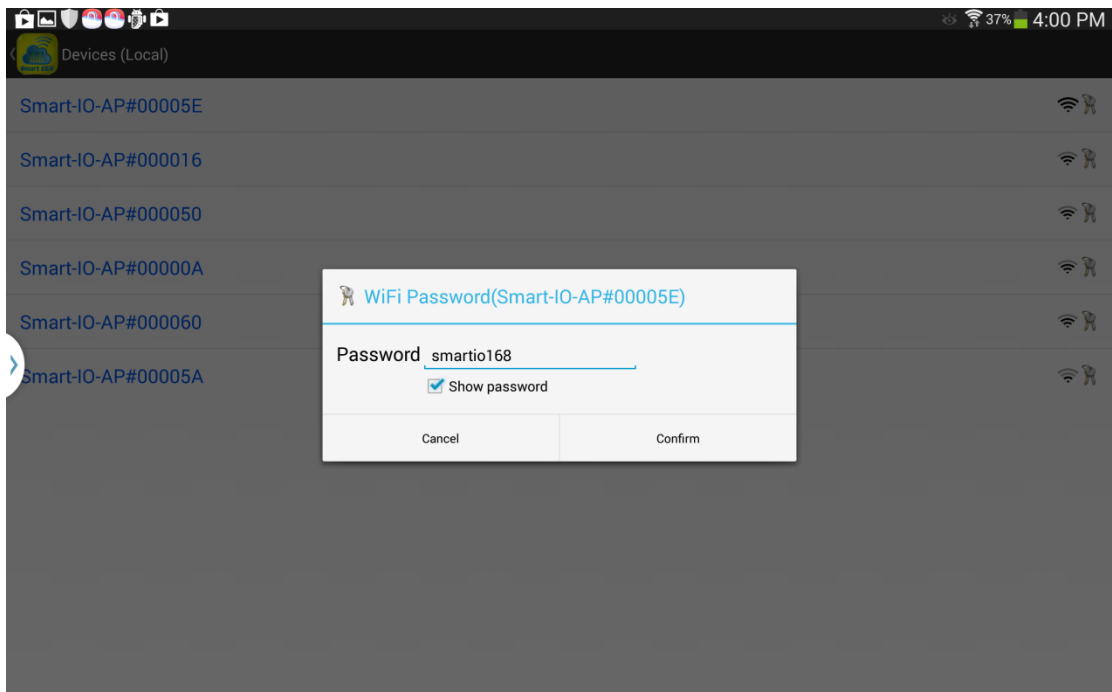 37% 4:00 PM
Devices (Local)
Smart-IO-AP#00005E
Smart-IO-AP#000016
Smart-IO-AP#000050
Smart-IO-AP#00000A
Smart-IO-AP#000060
Smart-IO-AP#00005A
WiFi Password(Smart-IO-AP#00005E)
Password smartio168
Show password
Cancel Confirm